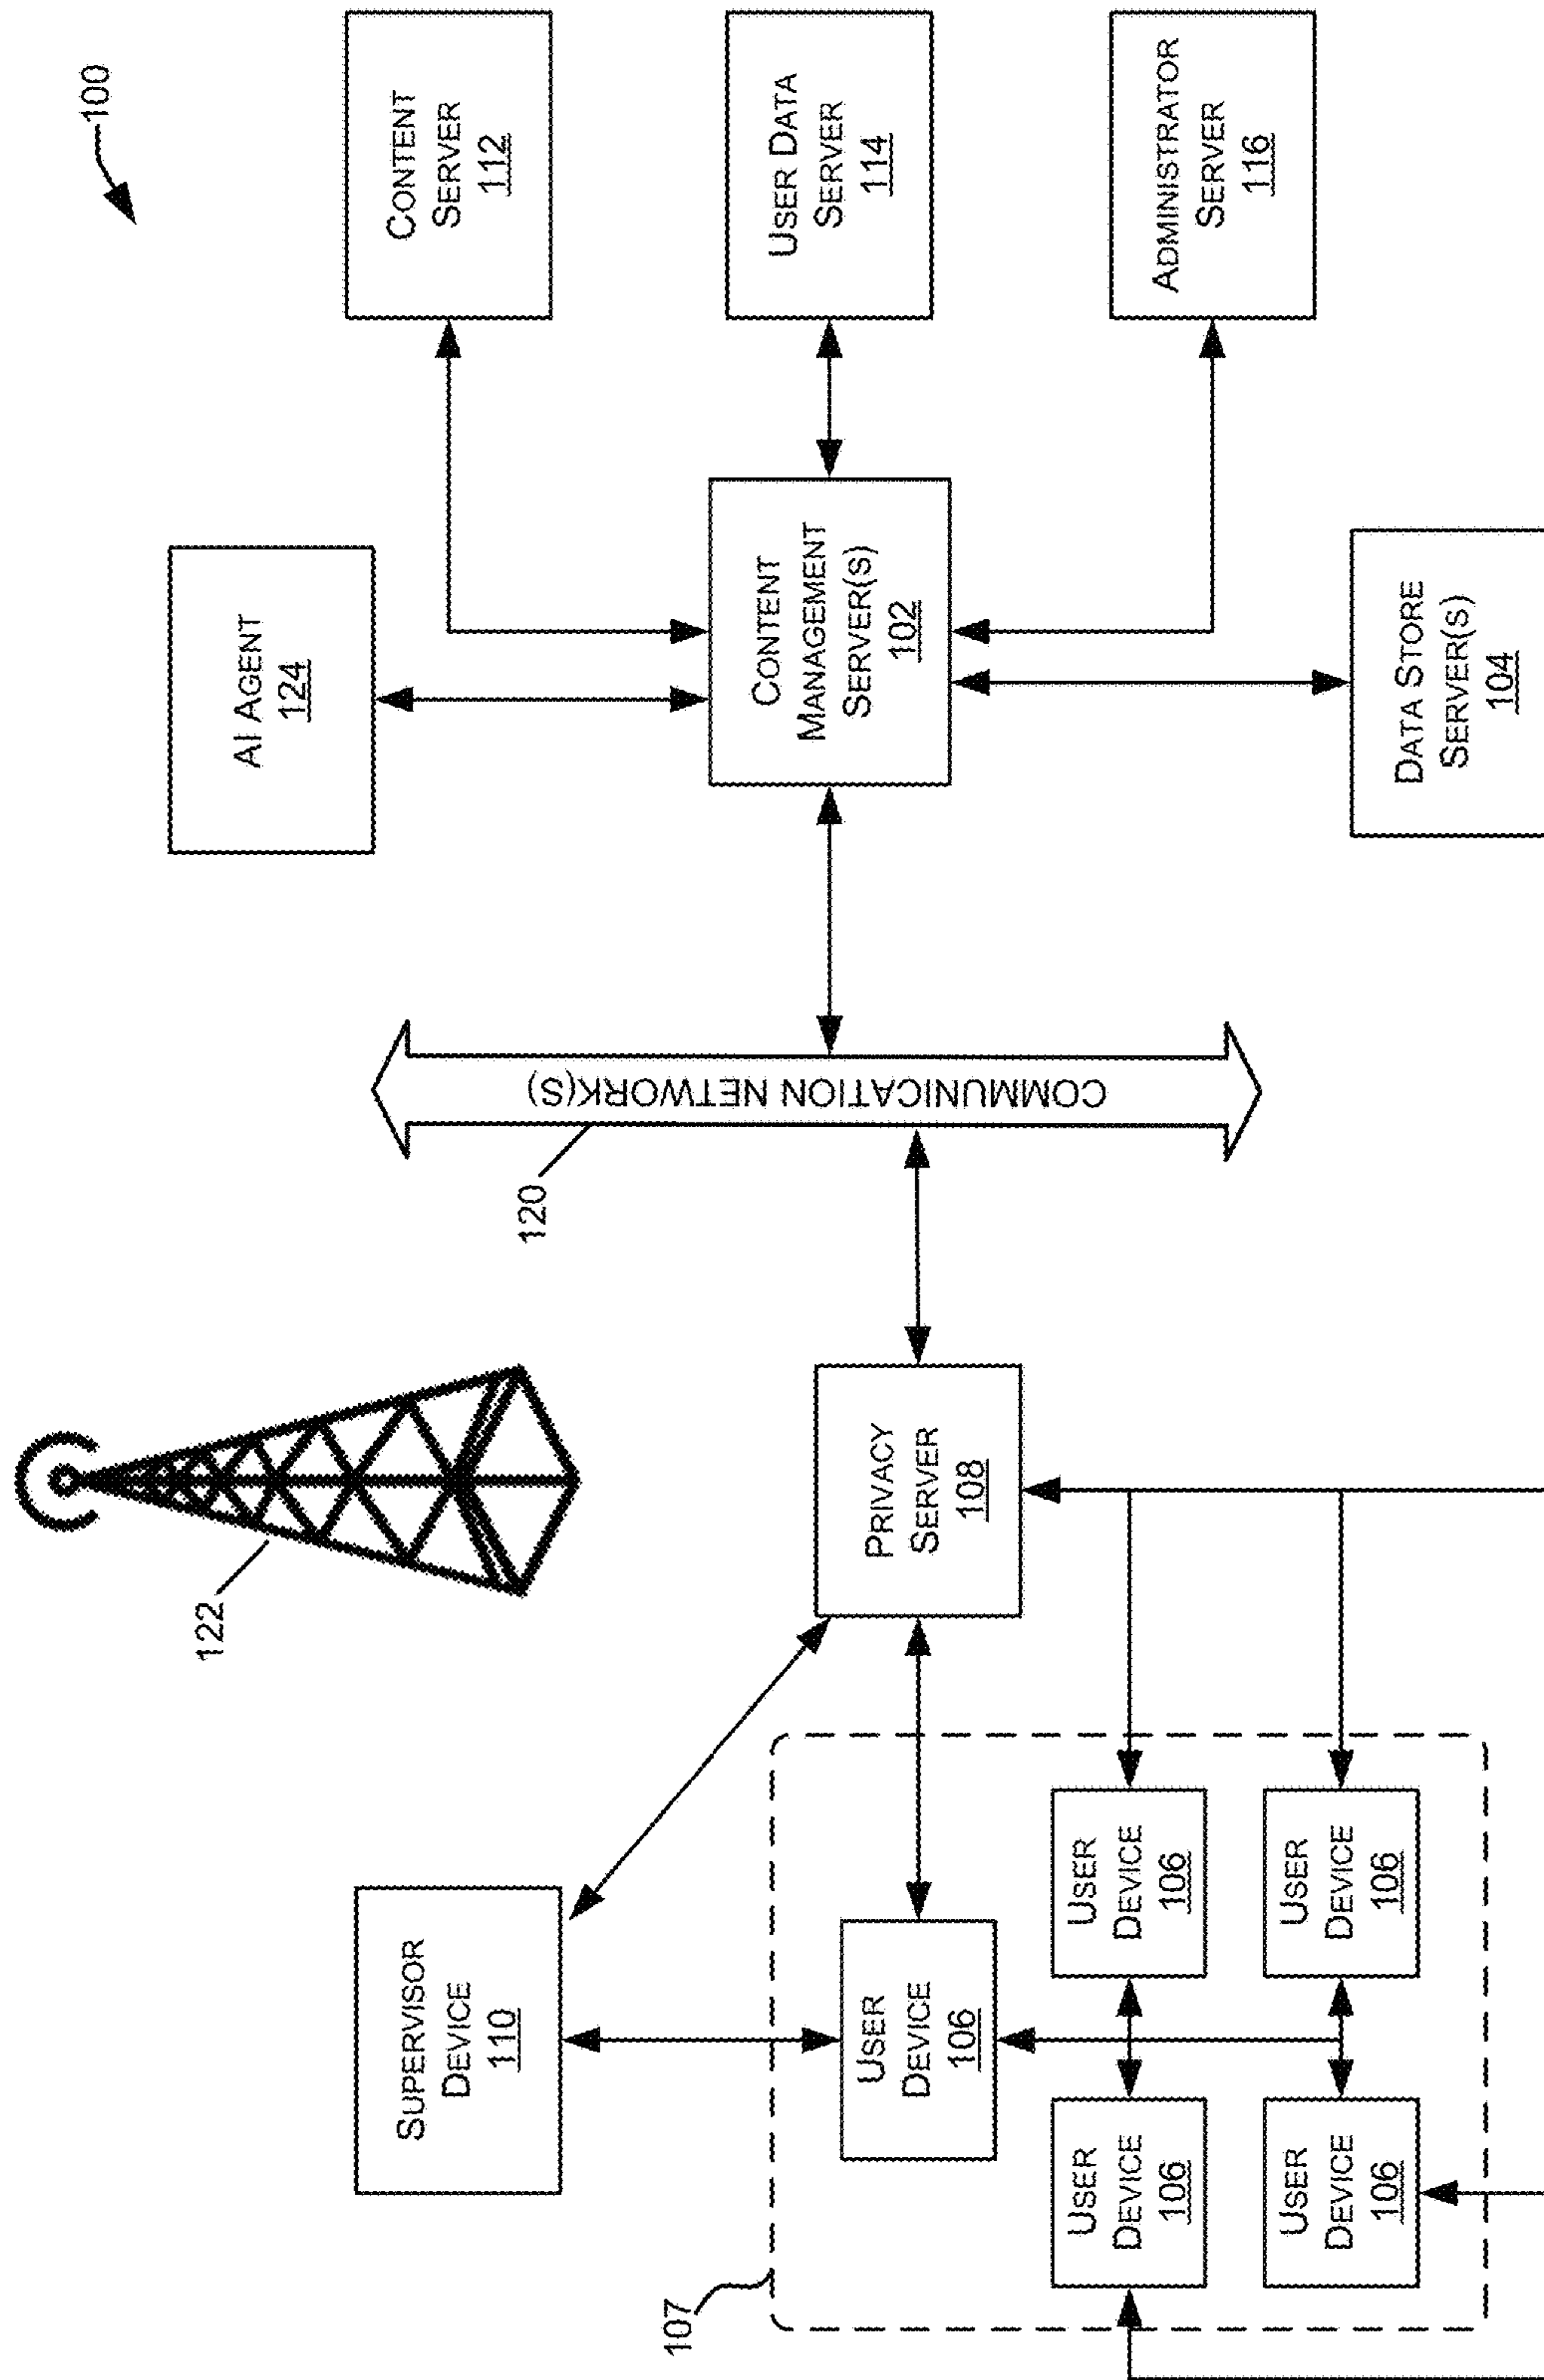 100
122
SUPERVISOR
DEVICE
110
AI AGENT
124
CONTENT
SERVER
112
120
COMMUNICATION NETWORK(S)
107
USER
DEVICE
106
PRIVACY
SERVER
108
CONTENT
MANAGEMENT
SERVER(S)
102
USER DATA
SERVER
114
USER
DEVICE
106
USER
DEVICE
106
USER
DEVICE
106
USER
DEVICE
106
DATA STORE
SERVER(S)
104
ADMINISTRATOR
SERVER
116